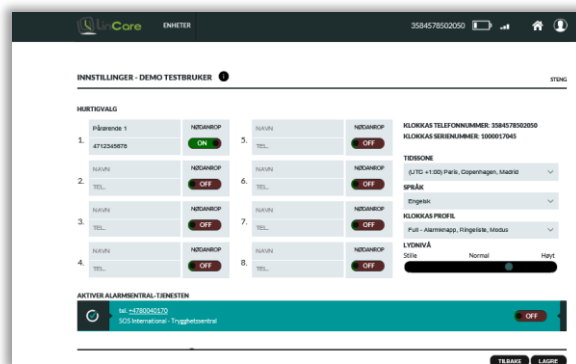 LinCare
ENHETER
3584578502050
INNSTILLINGER - DEMO TESTBRUKER
STENG
HURTIGVALG
1.
Pårørende 1
4712345678
NØDANROP
ON
5.
NAVN
TEL.
NØDANROP
OFF
2.
NAVN
TEL.
NØDANROP
OFF
6.
NAVN
TEL.
NØDANROP
OFF
3.
NAVN
TEL.
NØDANROP
OFF
7.
NAVN
TEL.
NØDANROP
OFF
4.
NAVN
TEL.
NØDANROP
OFF
8.
NAVN
TEL.
NØDANROP
OFF
KLOKKAS TELEFONNUMMER: 3584578502050
KLOKKAS SERIENUMMER: 1000017045
TIDSSONE
(UTC +1:00) Paris, Copenhagen, Madrid
SPRÅK
Engelsk
KLOKKAS PROFIL
Full - Alarmknapp, Ringeliste, Modus
LYDNIVÅ
Stille Normal Høyt
AKTIVER ALARMSENTRAL-TJENESTEN
tel. +4780040170
SOS International - Trygghetssentral
OFF
TILBAKE LAGRE